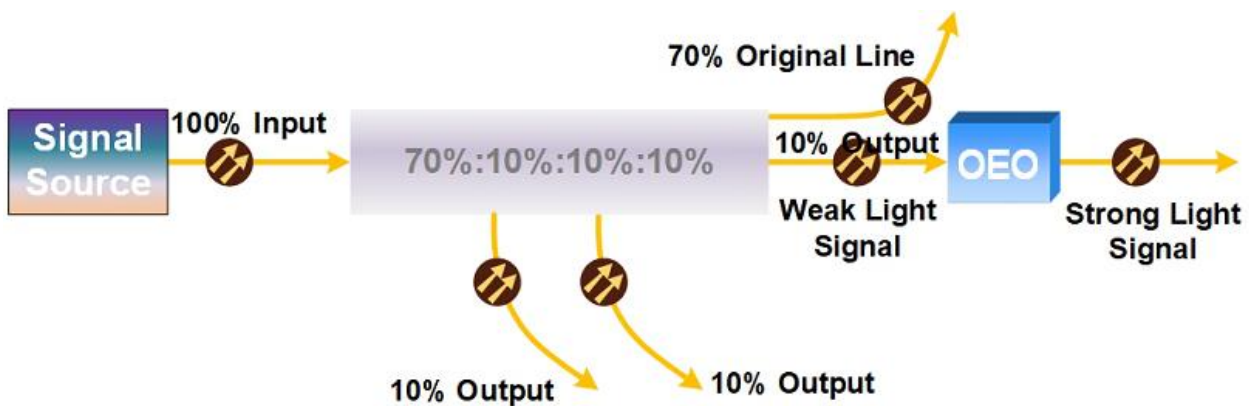 70% Original Line
Signal
Source
100% Input
70%:10%:10%:10%
10% Output
OEO
Weak Light
Signal
Strong Light
Signal
10% Output
10% Output